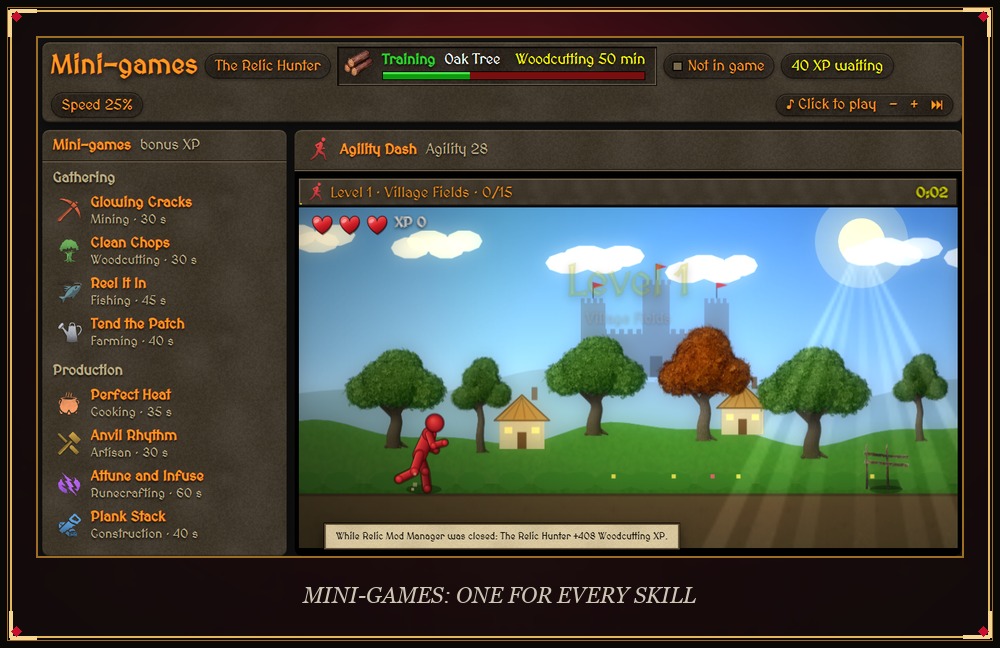 Mini-games The Relic Hunter Training Oak Tree Woodcutting 50 min Not in game 40 XP waiting
Speed 25% ♪ Click to play − + ⏭
Mini-games bonus XP
Gathering
Glowing Cracks
Mining · 30 s
Clean Chops
Woodcutting · 30 s
Reel It In
Fishing · 45 s
Tend the Patch
Farming · 40 s
Production
Perfect Heat
Cooking · 35 s
Anvil Rhythm
Artisan · 30 s
Attune and Infuse
Runecrafting · 60 s
Plank Stack
Construction · 40 s
Agility Dash Agility 28
Level 1 · Village Fields · 0/15 0:02
XP 0
Level 1
Village Fields
While Relic Mod Manager was closed: The Relic Hunter +408 Woodcutting XP.
MINI-GAMES: ONE FOR EVERY SKILL